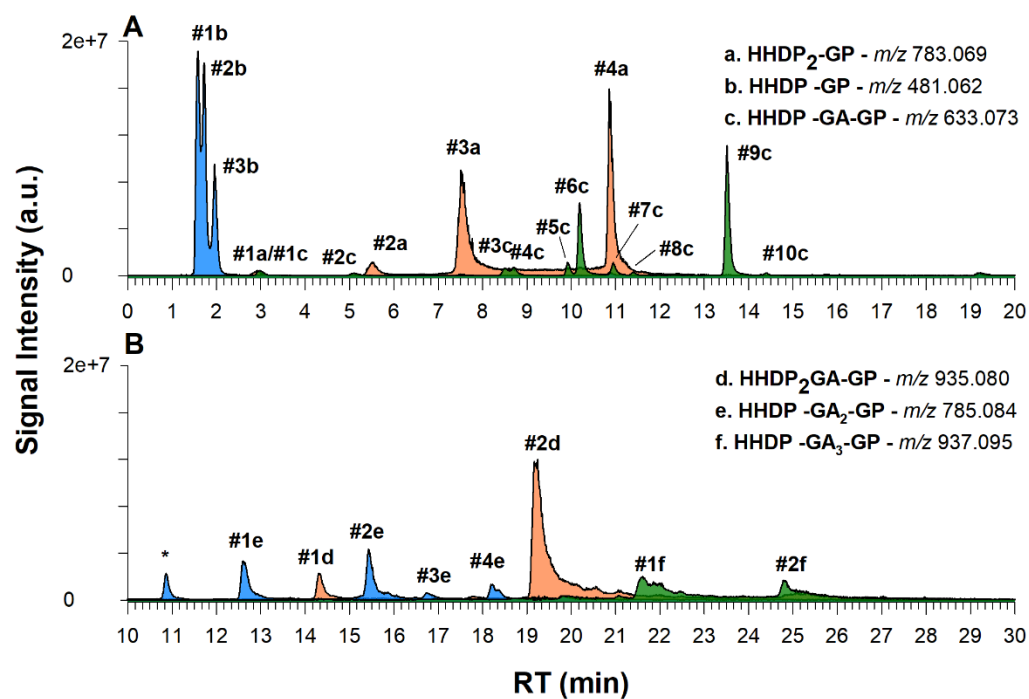 A
2e+7
0
#1b
#2b
#3b
#1a/#1c
#2c
#2a
#3a
#3c
#4c
#5c
#6c
#4a
#7c
#8c
#9c
#10c
a. HHDP₂-GP - m/z 783.069
b. HHDP -GP - m/z 481.062
c. HHDP -GA-GP - m/z 633.073
0 1 2 3 4 5 6 7 8 9 10 11 12 13 14 15 16 17 18 19 20
Signal Intensity (a.u.)
B
2e+7
0
*
#1e
#1d
#2e
#3e
#4e
#2d
#1f
#2f
d. HHDP₂GA-GP - m/z 935.080
e. HHDP -GA₂-GP - m/z 785.084
f. HHDP -GA₃-GP - m/z 937.095
10 11 12 13 14 15 16 17 18 19 20 21 22 23 24 25 26 27 28 29 30
RT (min)